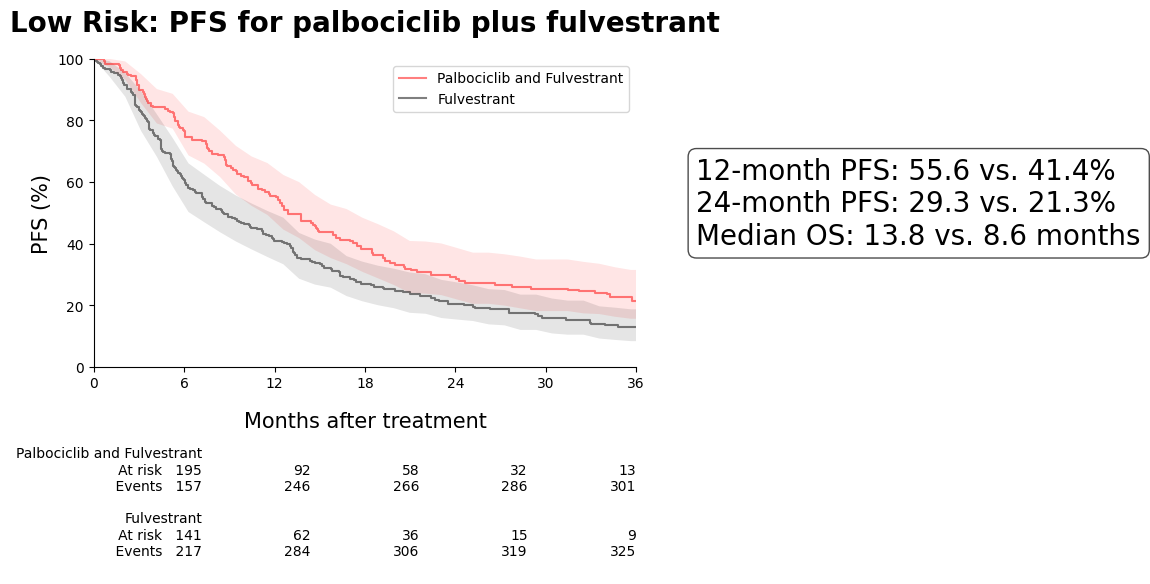 Low Risk: PFS for palbociclib plus fulvestrant
100
80
60
40
20
0
PFS (%)
Palbociclib and Fulvestrant
Fulvestrant
12-month PFS: 55.6 vs. 41.4%
24-month PFS: 29.3 vs. 21.3%
Median OS: 13.8 vs. 8.6 months
0 6 12 18 24 30 36
Months after treatment
Palbociclib and Fulvestrant
At risk 195 92 58 32 13
Events 157 246 266 286 301
Fulvestrant
At risk 141 62 36 15 9
Events 217 284 306 319 325